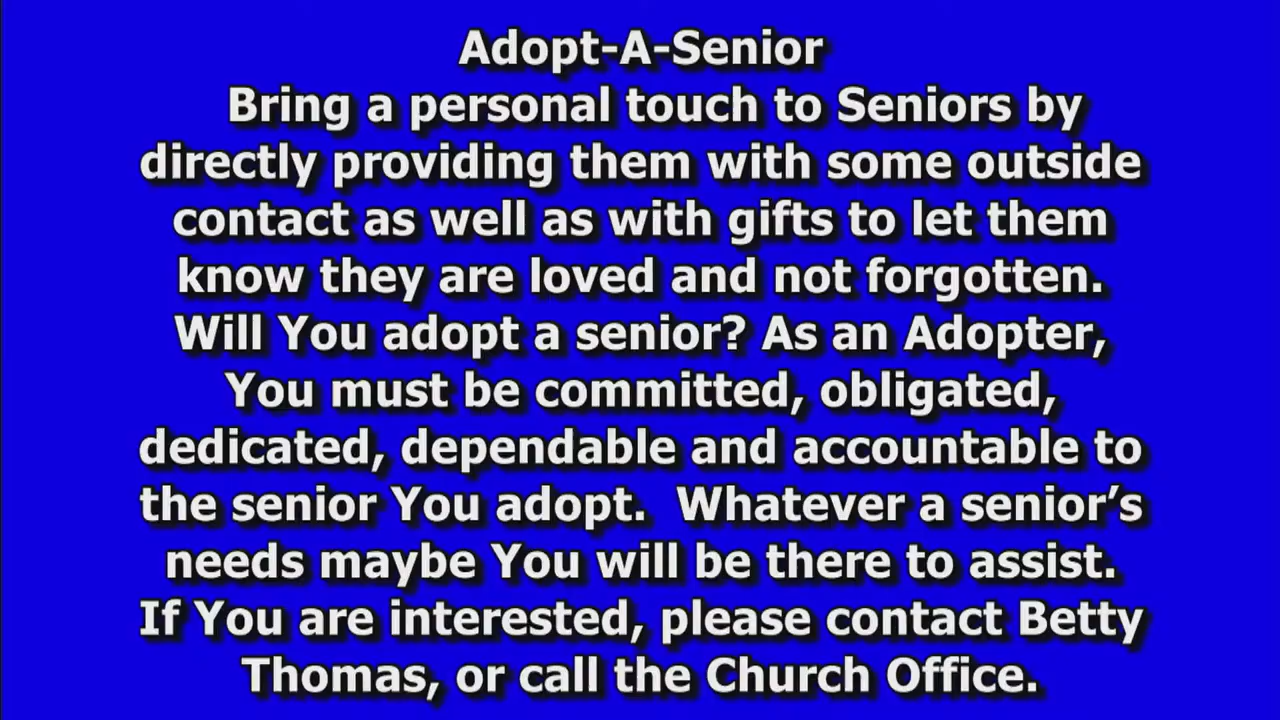 Adopt-A-Senior
Bring a personal touch to Seniors by
directly providing them with some outside
contact as well as with gifts to let them
know they are loved and not forgotten.
Will You adopt a senior? As an Adopter,
You must be committed, obligated,
dedicated, dependable and accountable to
the senior You adopt.  Whatever a senior’s
needs maybe You will be there to assist.
If You are interested, please contact Betty
Thomas, or call the Church Office.